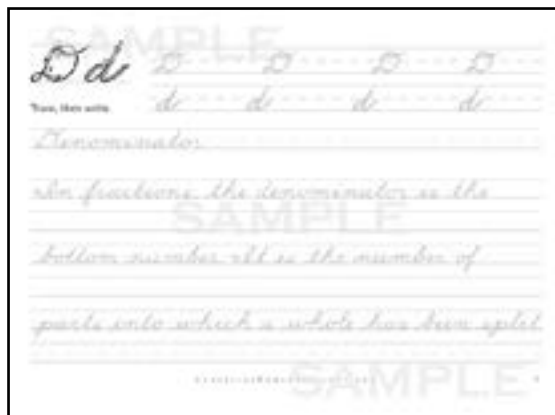 SAMPLE
D d D D D D
Trace, then write. d d d d
Denominator
In fractions, the denominator is the
SAMPLE
bottom number. It is the number of
parts into which a whole has been split
SAMPLE